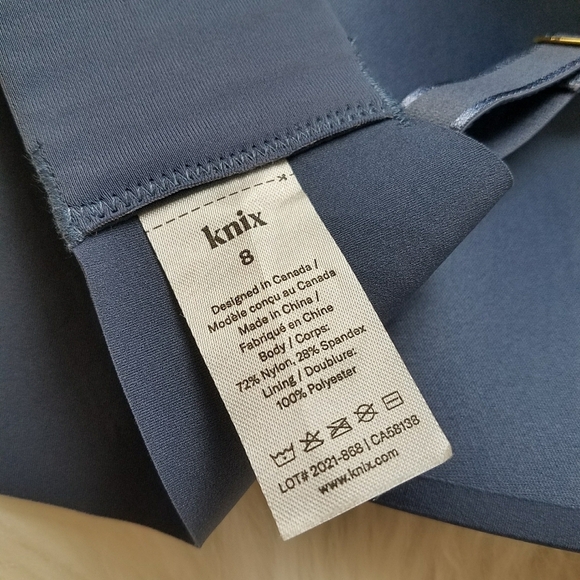 knix
8
Designed in Canada /
Modèle conçu au Canada
Made in China /
Fabriqué en Chine
Body / Corps:
72% Nylon, 28% Spandex
Lining / Doublure:
100% Polyester
LOT# 2021-868 | CA58138
www.knix.com